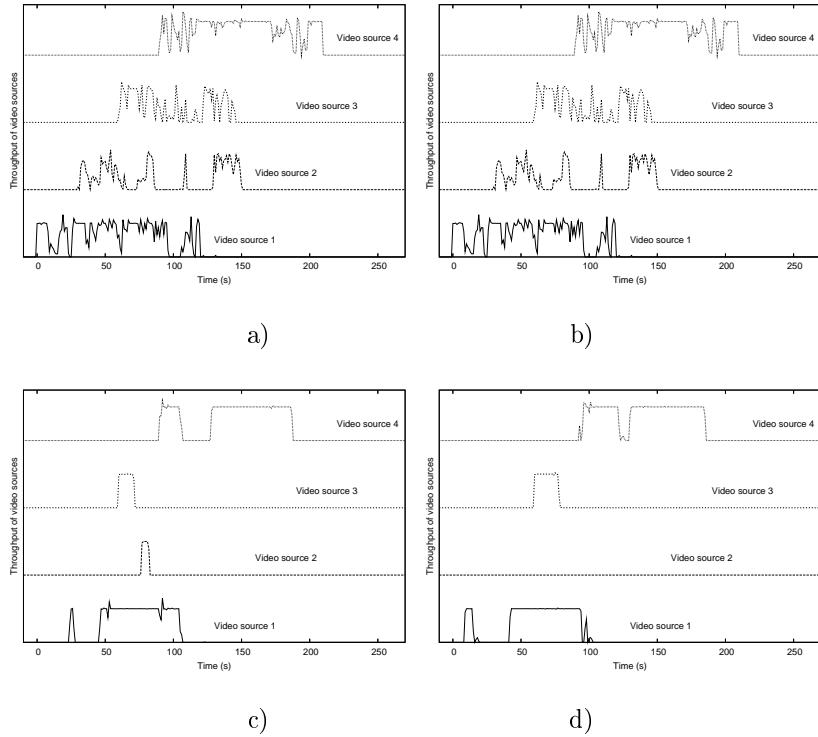 Throughput of video sources
Video source 4
Video source 3
Video source 2
Video source 1
0 50 100 150 200 250
Time (s)
a)
Throughput of video sources
Video source 4
Video source 3
Video source 2
Video source 1
0 50 100 150 200 250
Time (s)
b)
Throughput of video sources
Video source 4
Video source 3
Video source 2
Video source 1
0 50 100 150 200 250
Time (s)
c)
Throughput of video sources
Video source 4
Video source 3
Video source 2
Video source 1
0 50 100 150 200 250
Time (s)
d)